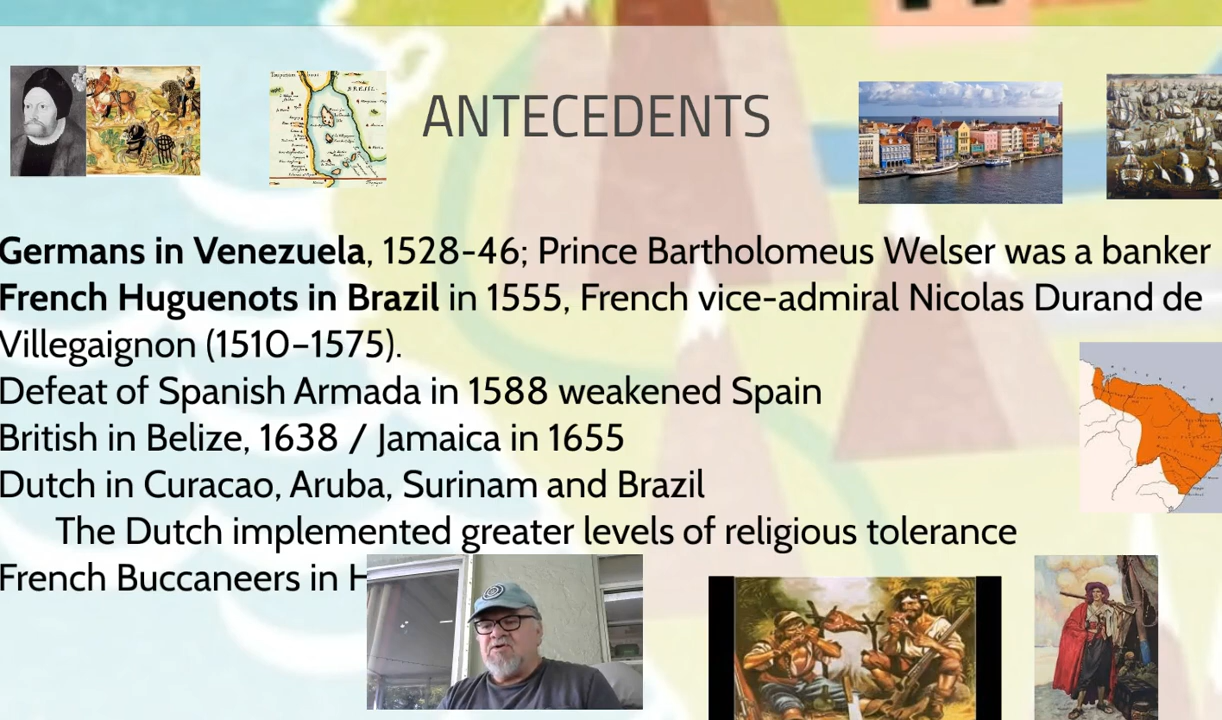 ANTECEDENTS
Germans in Venezuela, 1528-46; Prince Bartholomeus Welser was a banker
French Huguenots in Brazil in 1555, French vice-admiral Nicolas Durand de
Villegaignon (1510–1575).
Defeat of Spanish Armada in 1588 weakened Spain
British in Belize, 1638 / Jamaica in 1655
Dutch in Curacao, Aruba, Surinam and Brazil
The Dutch implemented greater levels of religious tolerance
French Buccaneers in H